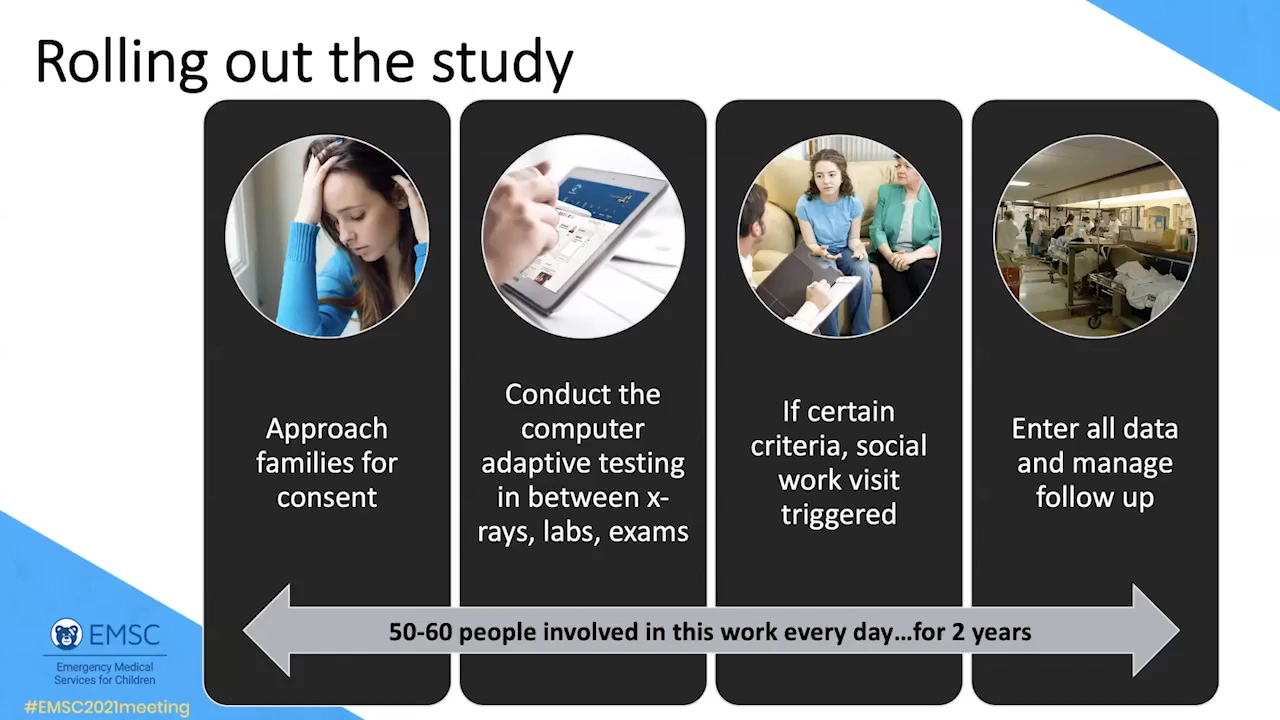 Rolling out the study
Approach
families for
consent
Conduct the
computer
adaptive testing
in between x-
rays, labs, exams
If certain
criteria, social
work visit
triggered
Enter all data
and manage
follow up
50-60 people involved in this work every day...for 2 years
EMSC
Emergency Medical
Services for Children
#EMSC2021meeting